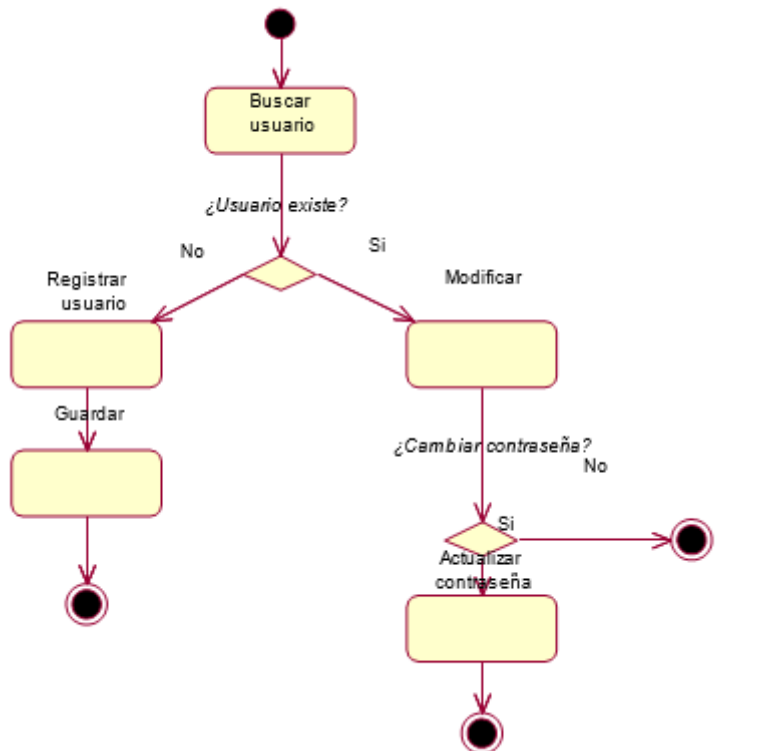 Buscar
usuario
¿Usuario existe?
No
Si
Registrar
usuario
Modificar
Guardar
¿Cambiar contraseña?
No
Si
Actualizar
contraseña